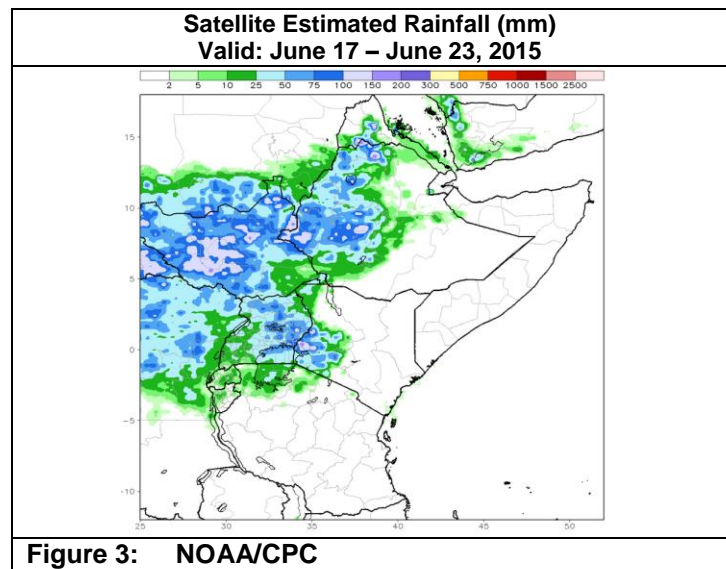 Satellite Estimated Rainfall (mm)
Valid: June 17 – June 23, 2015
2 5 10 25 50 75 100 150 200 300 500 750 1000 1500 2500
15
10
5
0
-5
-10
25 30 35 40 45 50
Figure 3: NOAA/CPC